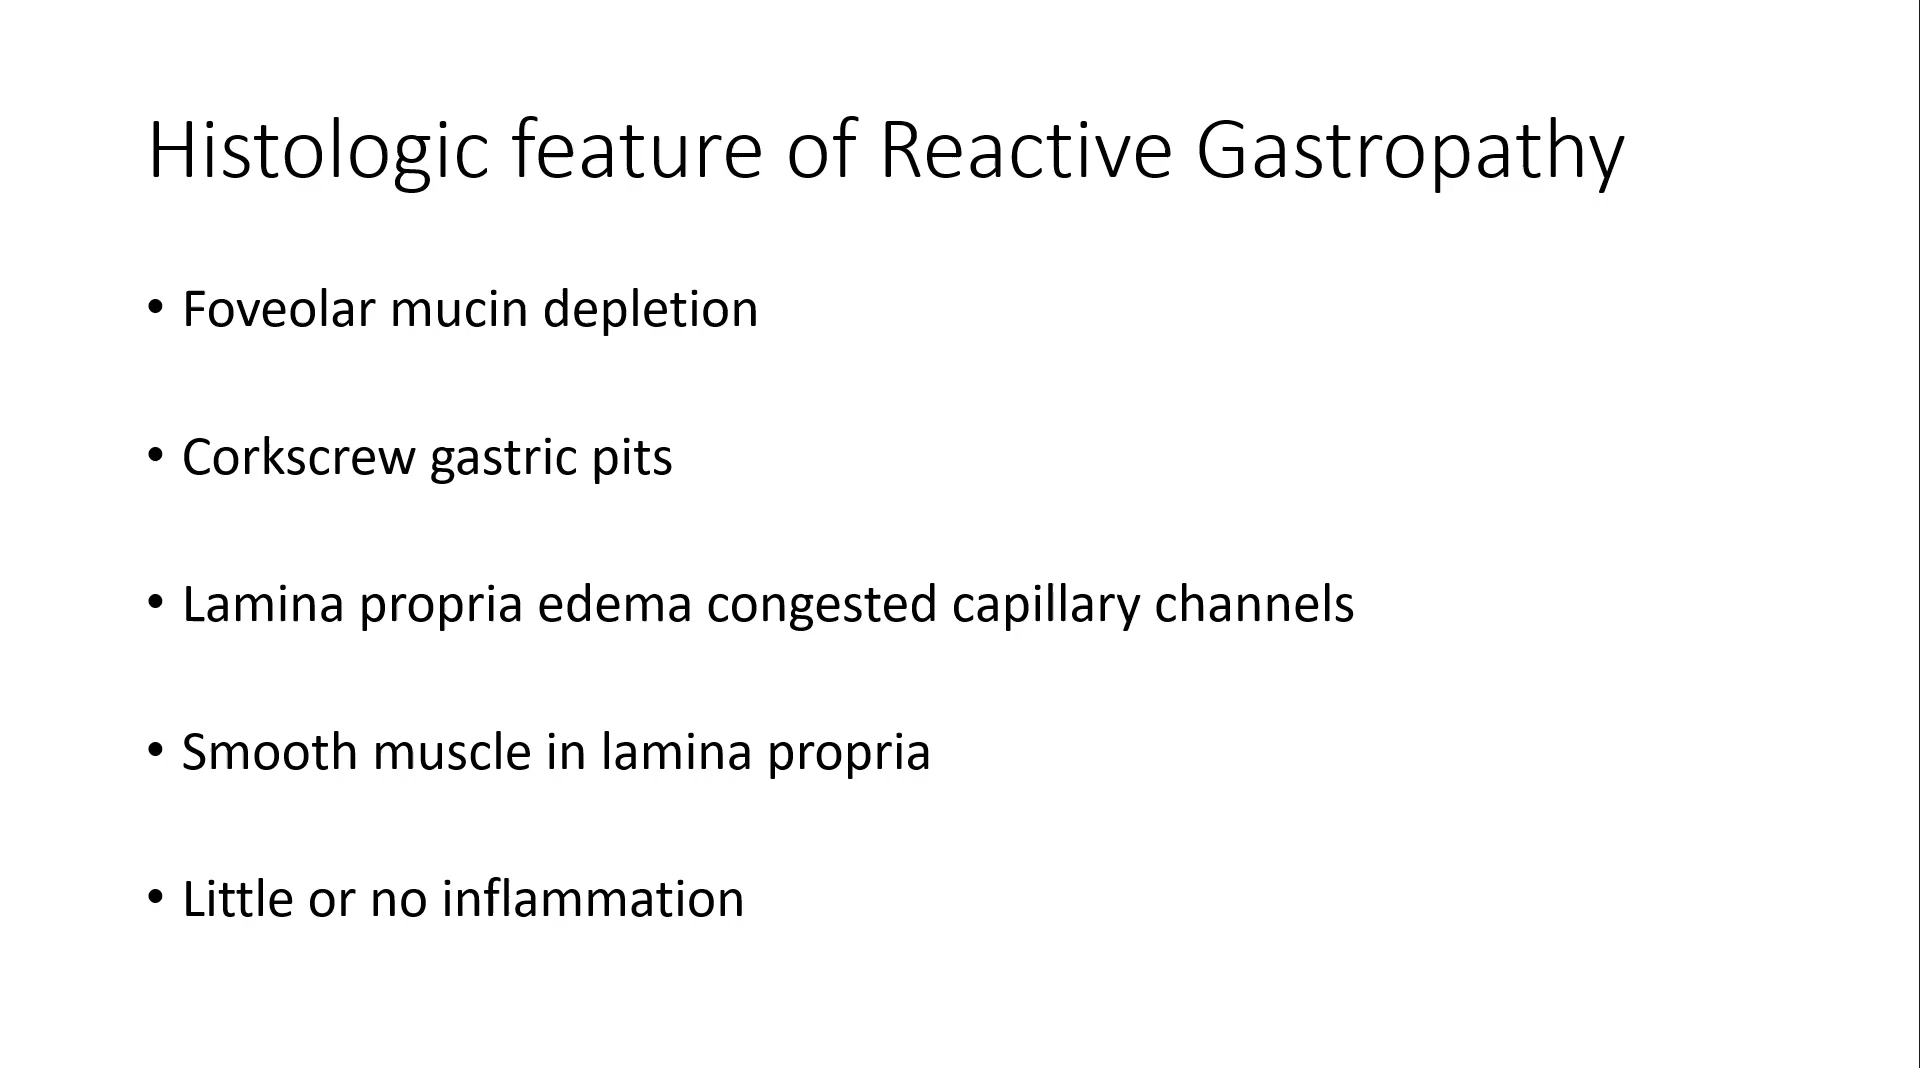 Histologic feature of Reactive Gastropathy
• Foveolar mucin depletion
• Corkscrew gastric pits
• Lamina propria edema congested capillary channels
• Smooth muscle in lamina propria
• Little or no inflammation